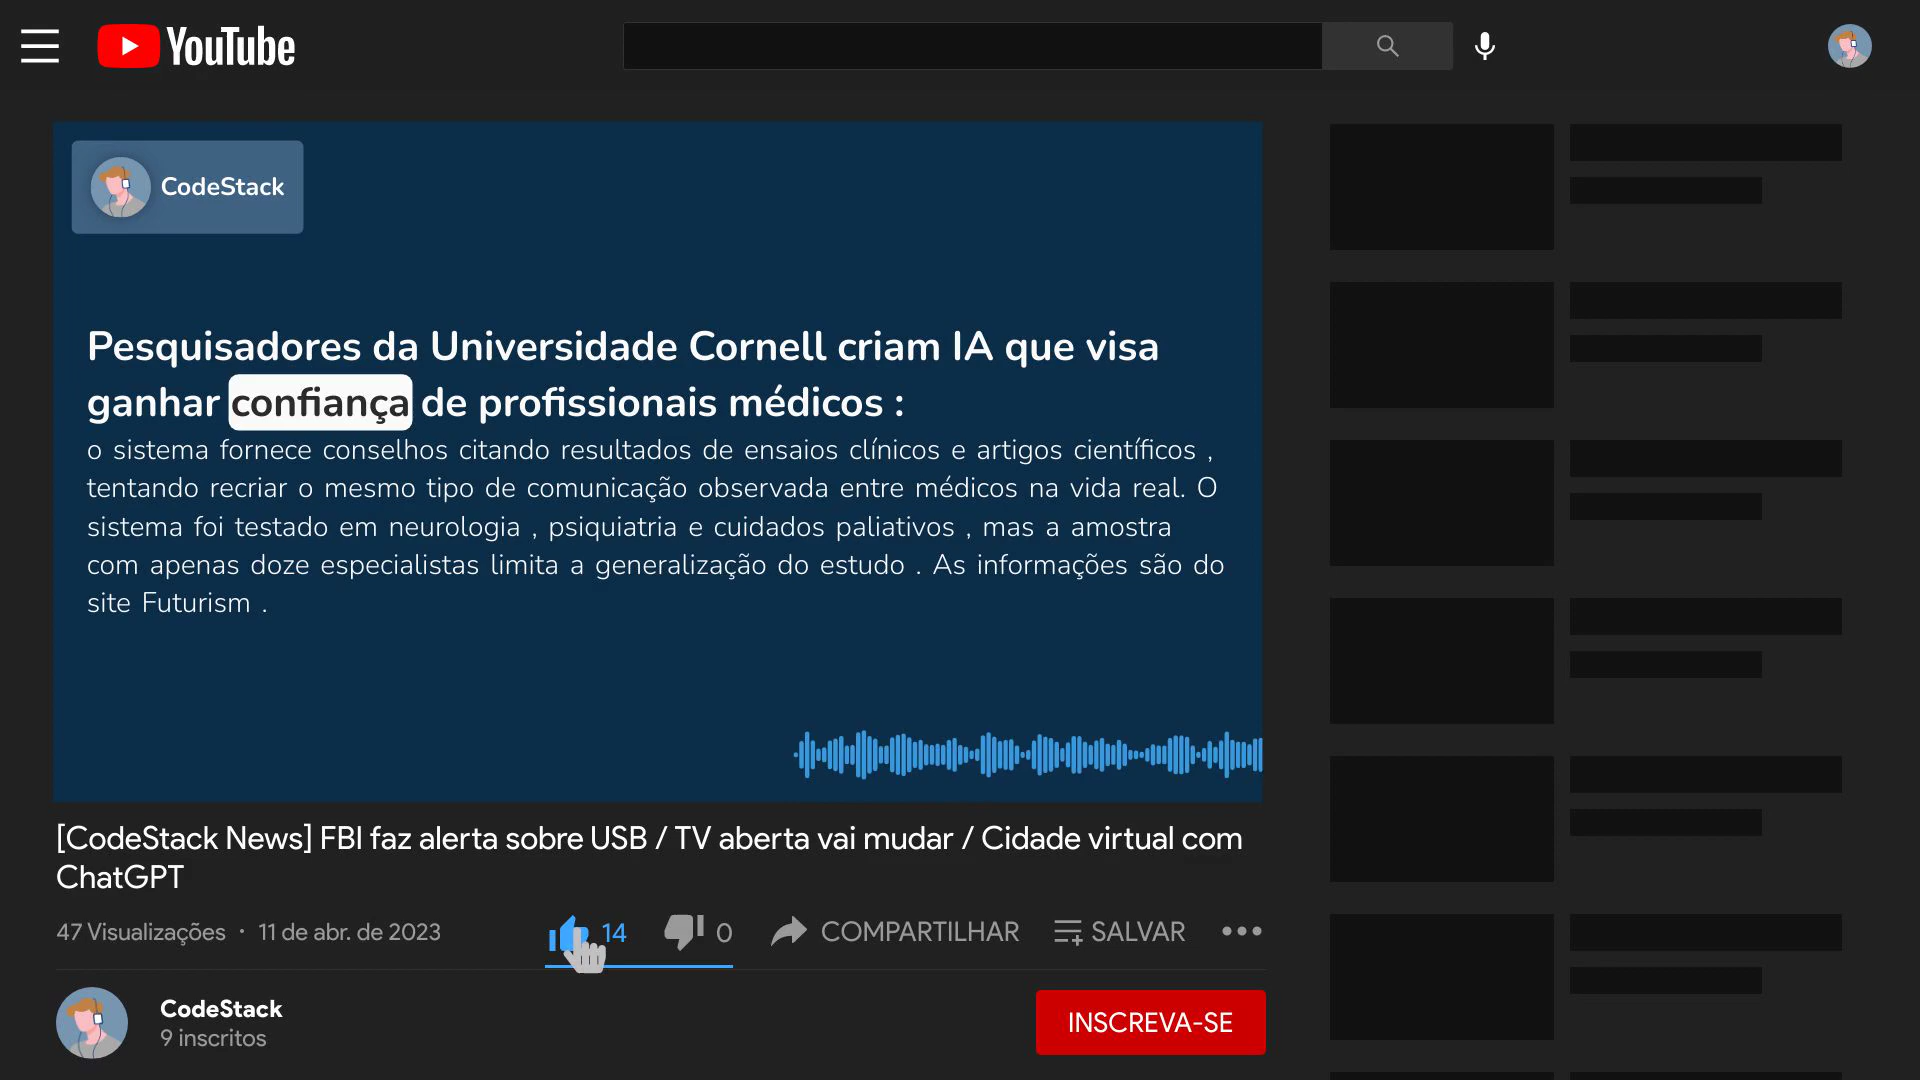 YouTube
CodeStack
Pesquisadores da Universidade Cornell criam IA que visa
ganhar confiança de profissionais médicos :
o sistema fornece conselhos citando resultados de ensaios clínicos e artigos científicos ,
tentando recriar o mesmo tipo de comunicação observada entre médicos na vida real. O
sistema foi testado em neurologia , psiquiatria e cuidados paliativos , mas a amostra
com apenas doze especialistas limita a generalização do estudo . As informações são do
site Futurism .
[CodeStack News] FBI faz alerta sobre USB / TV aberta vai mudar / Cidade virtual com
ChatGPT
47 Visualizações · 11 de abr. de 2023 14 0 COMPARTILHAR SALVAR
CodeStack
9 inscritos
INSCREVA-SE